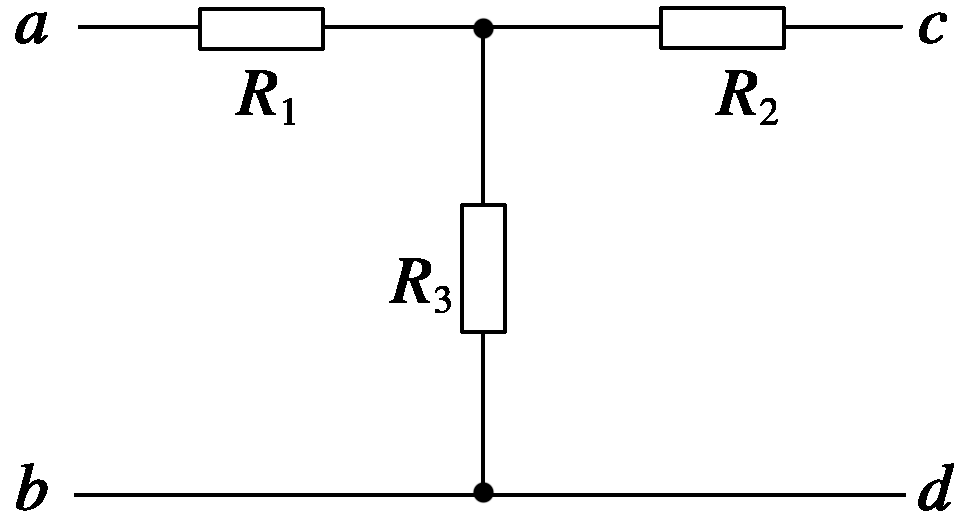 a c
R₁ R₂
R₃
b d